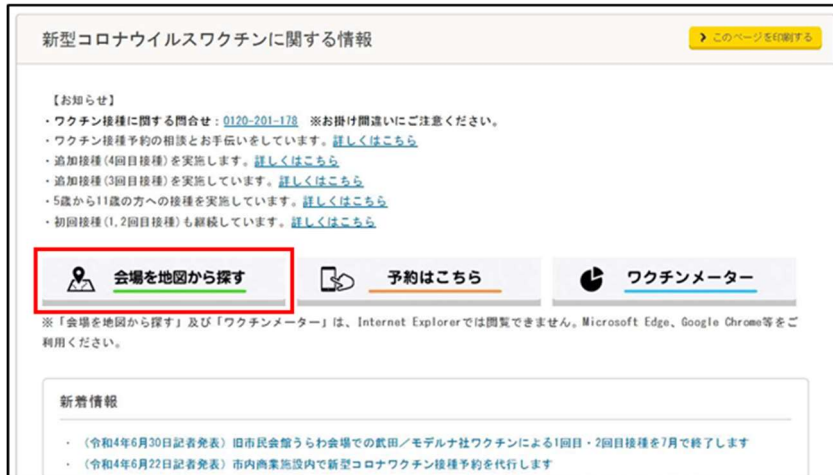 新型コロナウイルスワクチンに関する情報
このページを印刷する
【お知らせ】
・ワクチン接種に関する問合せ：0120-201-178 ※お掛け間違いにご注意ください。
・ワクチン接種予約の相談とお手伝いをしています。詳しくはこちら
・追加接種(4回目接種)を実施します。詳しくはこちら
・追加接種(3回目接種)を実施しています。詳しくはこちら
・5歳から11歳の方への接種を実施しています。詳しくはこちら
・初回接種(1,2回目接種)も継続しています。詳しくはこちら
会場を地図から探す
予約はこちら
ワクチンメーター
※「会場を地図から探す」及び「ワクチンメーター」は、Internet Explorerでは閲覧できません。Microsoft Edge、Google Chrome等をご
利用ください。
新着情報
・（令和4年6月30日記者発表）旧市民会館うらわ会場での武田／モデルナ社ワクチンによる1回目・2回目接種を7月で終了します
・（令和4年6月22日記者発表）市内商業施設内で新型コロナワクチン接種予約を代行します